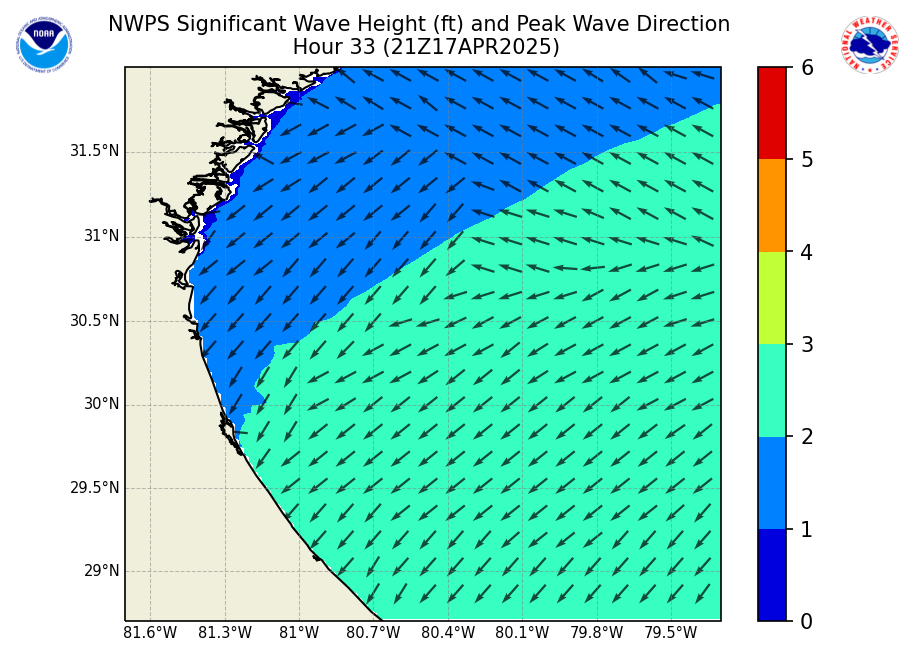 NWPS Significant Wave Height (ft) and Peak Wave Direction
Hour 33 (21Z17APR2025)
NOAA
NATIONAL WEATHER SERVICE
31.5°N
31°N
30.5°N
30°N
29.5°N
29°N
81.6°W 81.3°W 81°W 80.7°W 80.4°W 80.1°W 79.8°W 79.5°W
6
5
4
3
2
1
0